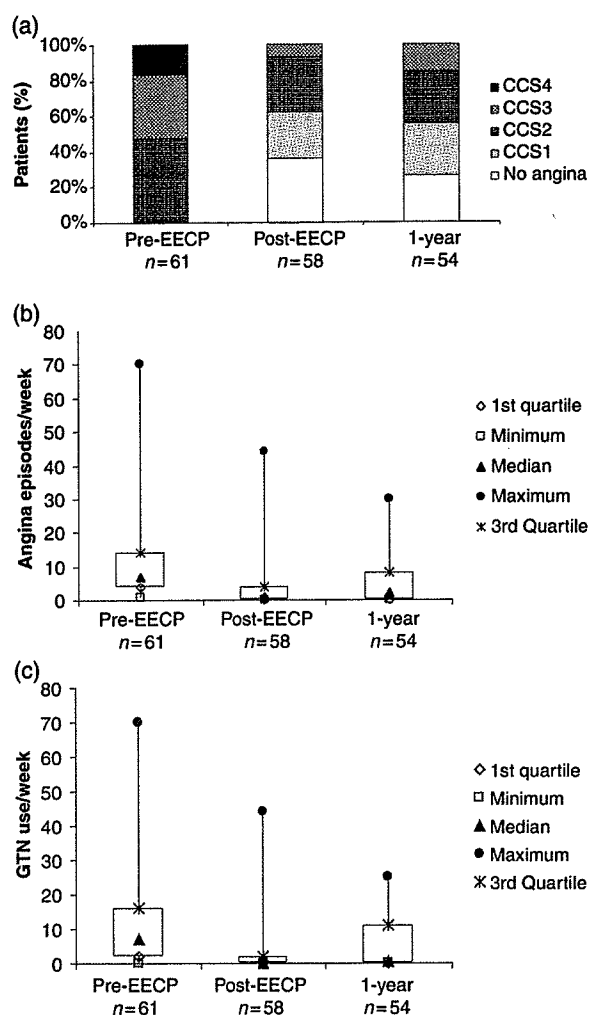 (a)
100%
80%
60%
40%
20%
0%
Patients (%)
Pre-EECP
n=61
Post-EECP
n=58
1-year
n=54
CCS4
CCS3
CCS2
CCS1
No angina
(b)
80
70
60
50
40
30
20
10
0
Angina episodes/week
Pre-EECP
n=61
Post-EECP
n=58
1-year
n=54
1st quartile
Minimum
Median
Maximum
3rd Quartile
(c)
80
70
60
50
40
30
20
10
0
GTN use/week
Pre-EECP
n=61
Post-EECP
n=58
1-year
n=54
1st quartile
Minimum
Median
Maximum
3rd Quartile